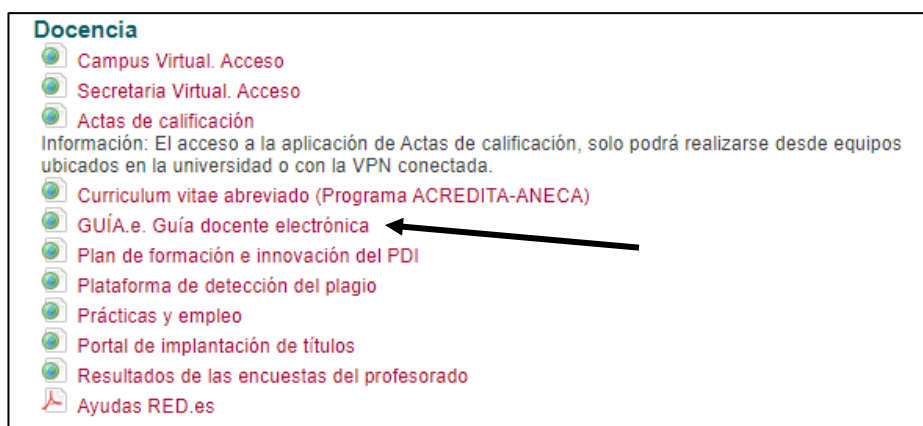 Docencia
Campus Virtual. Acceso
Secretaria Virtual. Acceso
Actas de calificación
Información: El acceso a la aplicación de Actas de calificación, solo podrá realizarse desde equipos
ubicados en la universidad o con la VPN conectada.
Curriculum vitae abreviado (Programa ACREDITA-ANECA)
GUÍA.e. Guía docente electrónica
Plan de formación e innovación del PDI
Plataforma de detección del plagio
Prácticas y empleo
Portal de implantación de títulos
Resultados de las encuestas del profesorado
Ayudas RED.es